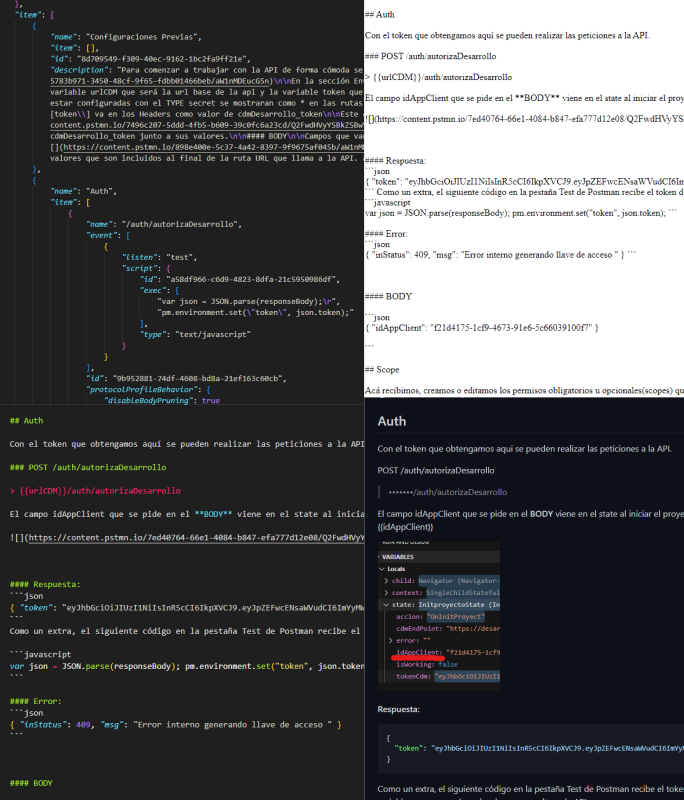 },
"item": [
{
"name": "Configuraciones Previas",
"item": [],
"id": "8d709549-f309-40ec-9162-1bc2fa9ff21e",
"description": "Para comenzar a trabajar con la API de forma cómoda se
5783b971-3450-48cf-9f65-fdbb01466beb/aW1nMDEucG5n)\n\nEn la sección En
variable urlCDM que será la url base de la api y la variable token que
estar configuradas con el TYPE secret se mostraran como * en las rutas
[token\\] va en los Headers como valor de cdmDesarrollo_token\n\nEste
content.pstmn.io/7496c207-5ddd-4fb5-b609-39c0fc6a23cd/Q2FwdHVyYSBkZSBw
cdmDesarrollo_token junto a sus valores.\n\n#### BODY\n\nCampos que va
[](https://content.pstmn.io/898e400e-5c37-4a42-8397-9f9675af045b/aW1nM
valores que son incluidos al final de la ruta URL que llama a la API.
},
{
"name": "Auth",
"item": [
{
"name": "/auth/autorizaDesarrollo",
"event": [
{
"listen": "test",
"script": {
"id": "a58df966-c6d9-4823-8dfa-21c5950986df",
"exec": [
"var json = JSON.parse(responseBody);\r",
"pm.environment.set(\"token\", json.token);"
],
"type": "text/javascript"
}
}
],
"id": "9b952881-74df-4608-bd8a-21ef163c60cb",
"protocolProfileBehavior": {
"disableBodyPruning": true
## Auth
Con el token que obtengamos aqui se pueden realizar las peticiones a la API.
### POST /auth/autorizaDesarrollo
> {{urlCDM}}/auth/autorizaDesarrollo
El campo idAppClient que se pide en el **BODY** viene en el state al iniciar el proy
![](https://content.pstmn.io/7ed40764-66e1-4084-b847-efa777d12e08/Q2FwdHVyYS
#### Respuesta:
```json
{ "token": "eyJhbGciOiJIUzI1NiIsInR5cCI6IkpXVCJ9.eyJpZEFwcENsaWVudCI6Im
``` Como un extra, el siguiente código en la pestaña Test de Postman recibe el token d
```javascript
var json = JSON.parse(responseBody); pm.environment.set("token", json.token); ```
#### Error:
```json
{ "inStatus": 409, "msg": "Error interno generando llave de acceso " } ```
#### BODY
```json
{ "idAppClient": "f21d4175-1cf9-4673-91e6-5c66039100f7" }
```
## Scope
Acá recibimos, creamos o editamos los permisos obligatorios u opcionales(scopes) qu
## Auth
Con el token que obtengamos aquí se pueden realizar las peticiones a la API
### POST /auth/autorizaDesarrollo
> {{urlCDM}}/auth/autorizaDesarrollo
El campo idAppClient que se pide en el **BODY** viene en el state al inicia
![](https://content.pstmn.io/7ed40764-66e1-4084-b847-efa777d12e08/Q2FwdHVyY
#### Respuesta:
```json
{ "token": "eyJhbGciOiJIUzI1NiIsInR5cCI6IkpXVCJ9.eyJpZEFwcENsaWVudCI6ImYyMw
```
Como un extra, el siguiente código en la pestaña Test de Postman recibe el
```javascript
var json = JSON.parse(responseBody); pm.environment.set("token", json.token
```
#### Error:
```json
{ "inStatus": 409, "msg": "Error interno generando llave de acceso " }
```
#### BODY
Auth
Con el token que obtengamos aqui se pueden realizar las peticiones a la API.
POST /auth/autorizaDesarrollo
•••••••/auth/autorizaDesarrollo
El campo idAppClient que se pide en el BODY viene en el state al iniciar el proye
{{idAppClient}}
RUN AND DEBUG
VARIABLES
Locals
child: Navigator (Navigator-
context: SingleChildStateful
state: InitproyectoState (In
accion: "OnInitProyect"
cdmEndPoint: "https://desar
error: ""
idAppClient: "f21d4175-1cf9
isWorking: false
tokenCdm: "eyJhbGciOiJIUzI1
Respuesta:
{
"token": "eyJhbGciOiJIUzI1NiIsInR5cCI6IkpXVCJ9.eyJpZEFwcENsaWVudCI6ImYyM
}
Como un extra, el siguiente código en la pestaña Test de Postman recibe el token